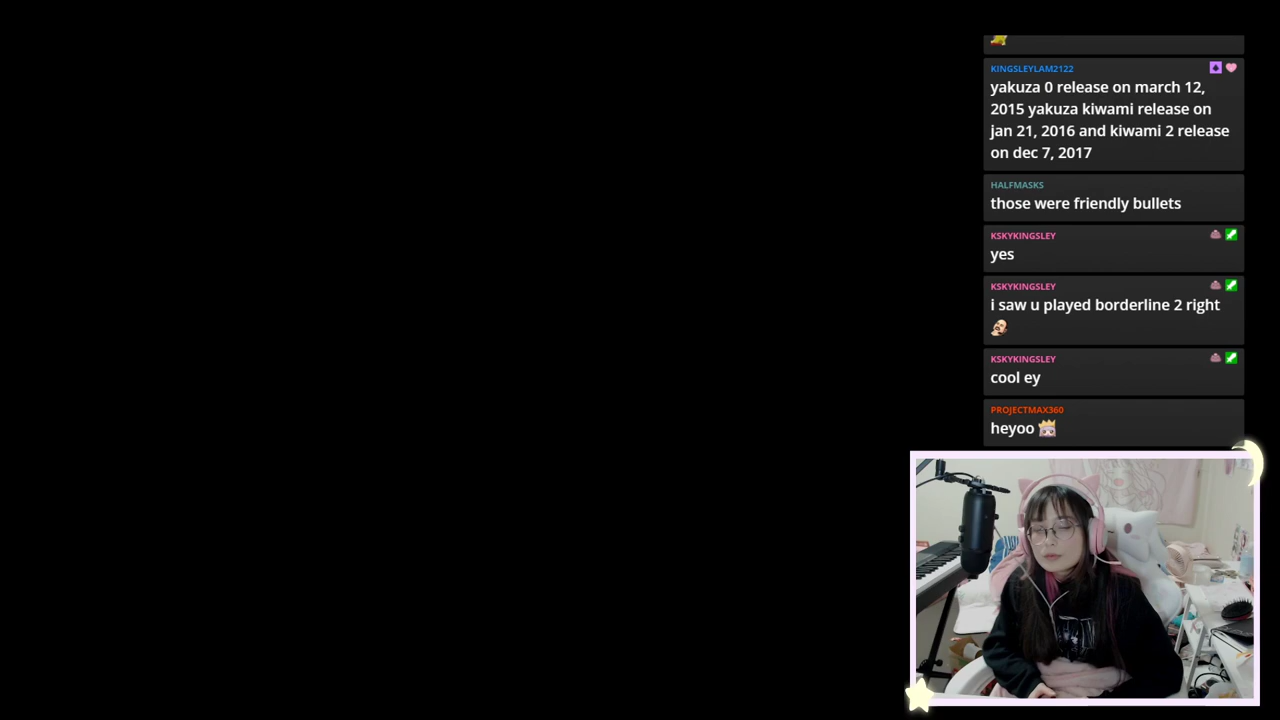 KINGSLEYLAM2122
yakuza 0 release on march 12,
2015 yakuza kiwami release on
jan 21, 2016 and kiwami 2 release
on dec 7, 2017
HALFMASKS
those were friendly bullets
KSKYKINGSLEY
yes
KSKYKINGSLEY
i saw u played borderline 2 right
KSKYKINGSLEY
cool ey
PROJECTMAX360
heyoo